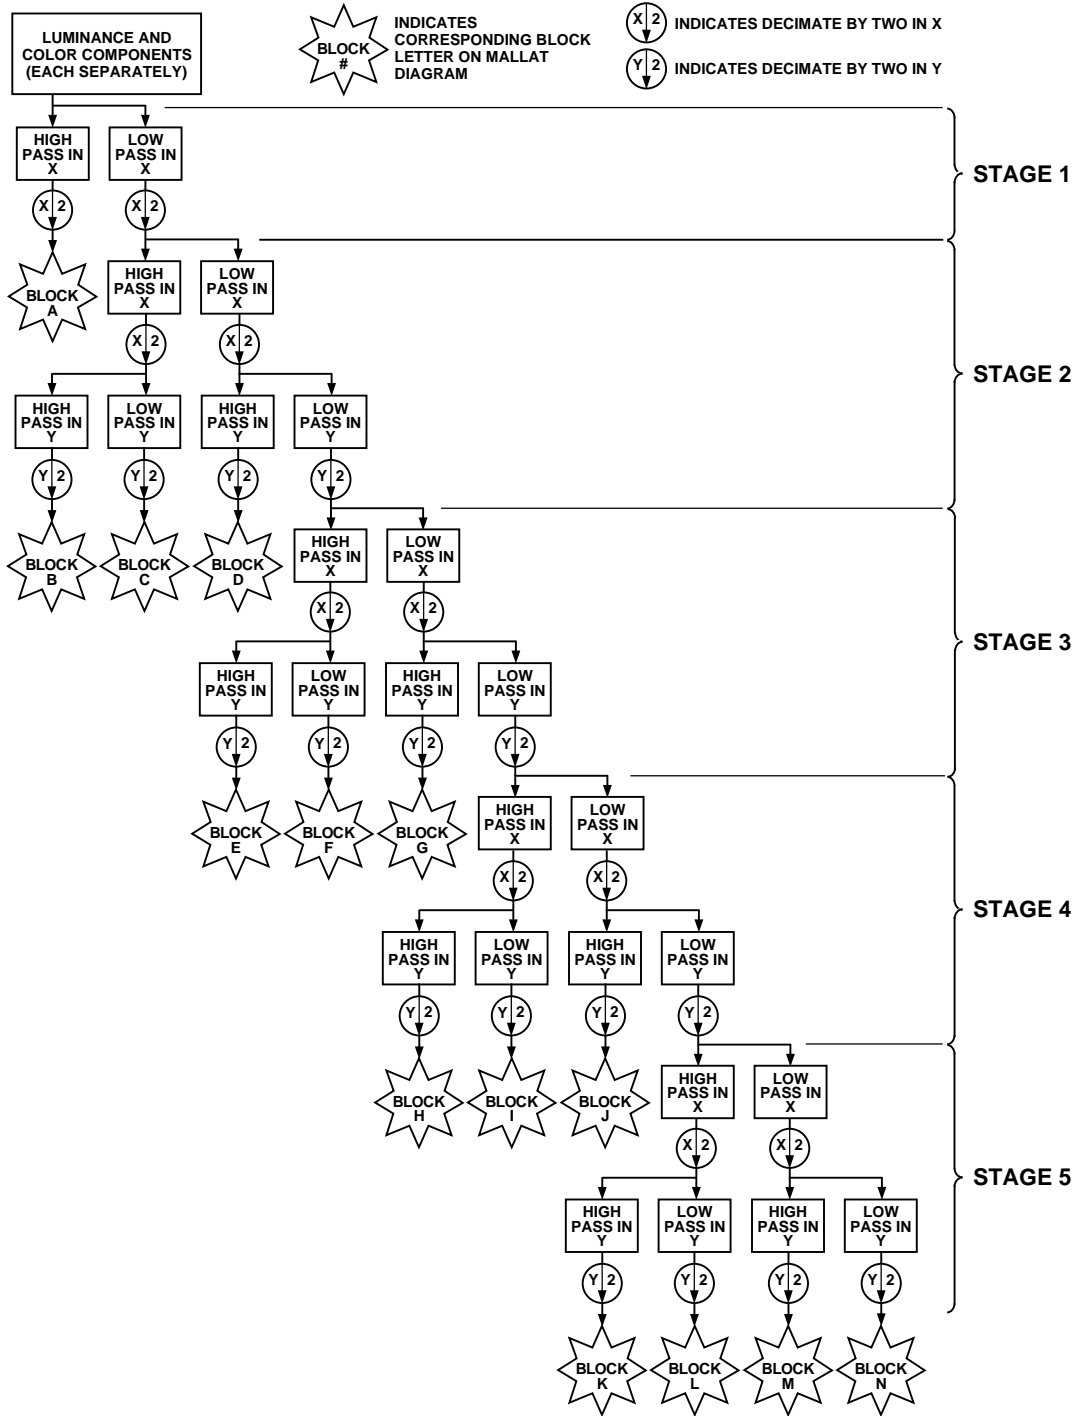 LUMINANCE AND
COLOR COMPONENTS
(EACH SEPARATELY)
BLOCK
#
INDICATES
CORRESPONDING BLOCK
LETTER ON MALLAT
DIAGRAM
X 2
INDICATES DECIMATE BY TWO IN X
Y 2
INDICATES DECIMATE BY TWO IN Y
HIGH
PASS IN
X
LOW
PASS IN
X
STAGE 1
X 2
X 2
BLOCK
A
HIGH
PASS IN
X
LOW
PASS IN
X
X 2
X 2
STAGE 2
HIGH
PASS IN
Y
LOW
PASS IN
Y
HIGH
PASS IN
Y
LOW
PASS IN
Y
Y 2
Y 2
Y 2
Y 2
BLOCK
B
BLOCK
C
BLOCK
D
HIGH
PASS IN
X
LOW
PASS IN
X
X 2
X 2
STAGE 3
HIGH
PASS IN
Y
LOW
PASS IN
Y
HIGH
PASS IN
Y
LOW
PASS IN
Y
Y 2
Y 2
Y 2
Y 2
BLOCK
E
BLOCK
F
BLOCK
G
HIGH
PASS IN
X
LOW
PASS IN
X
X 2
X 2
STAGE 4
HIGH
PASS IN
Y
LOW
PASS IN
Y
HIGH
PASS IN
Y
LOW
PASS IN
Y
Y 2
Y 2
Y 2
Y 2
BLOCK
H
BLOCK
I
BLOCK
J
HIGH
PASS IN
X
LOW
PASS IN
X
X 2
X 2
STAGE 5
HIGH
PASS IN
Y
LOW
PASS IN
Y
HIGH
PASS IN
Y
LOW
PASS IN
Y
Y 2
Y 2
Y 2
Y 2
BLOCK
K
BLOCK
L
BLOCK
M
BLOCK
N